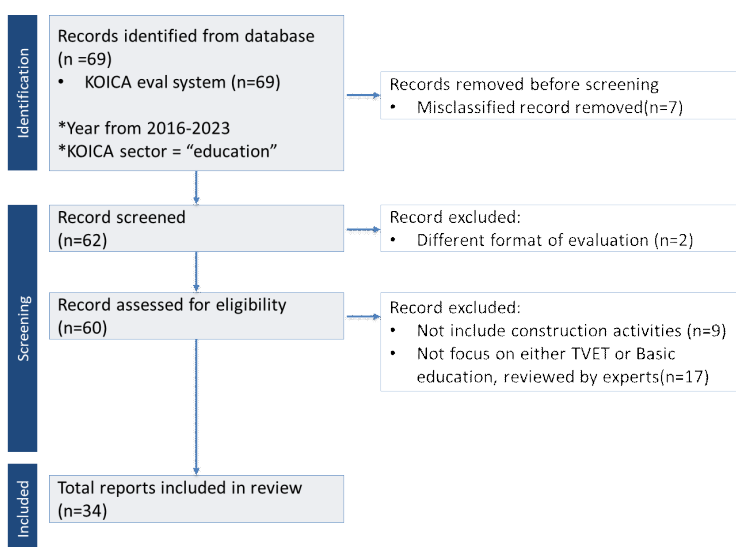 Identification
Records identified from database
(n =69)
• KOICA eval system (n=69)
*Year from 2016-2023
*KOICA sector = “education”
Records removed before screening
• Misclassified record removed(n=7)
Screening
Record screened
(n=62)
Record excluded:
• Different format of evaluation (n=2)
Record assessed for eligibility
(n=60)
Record excluded:
• Not include construction activities (n=9)
• Not focus on either TVET or Basic
education, reviewed by experts(n=17)
Included
Total reports included in review
(n=34)